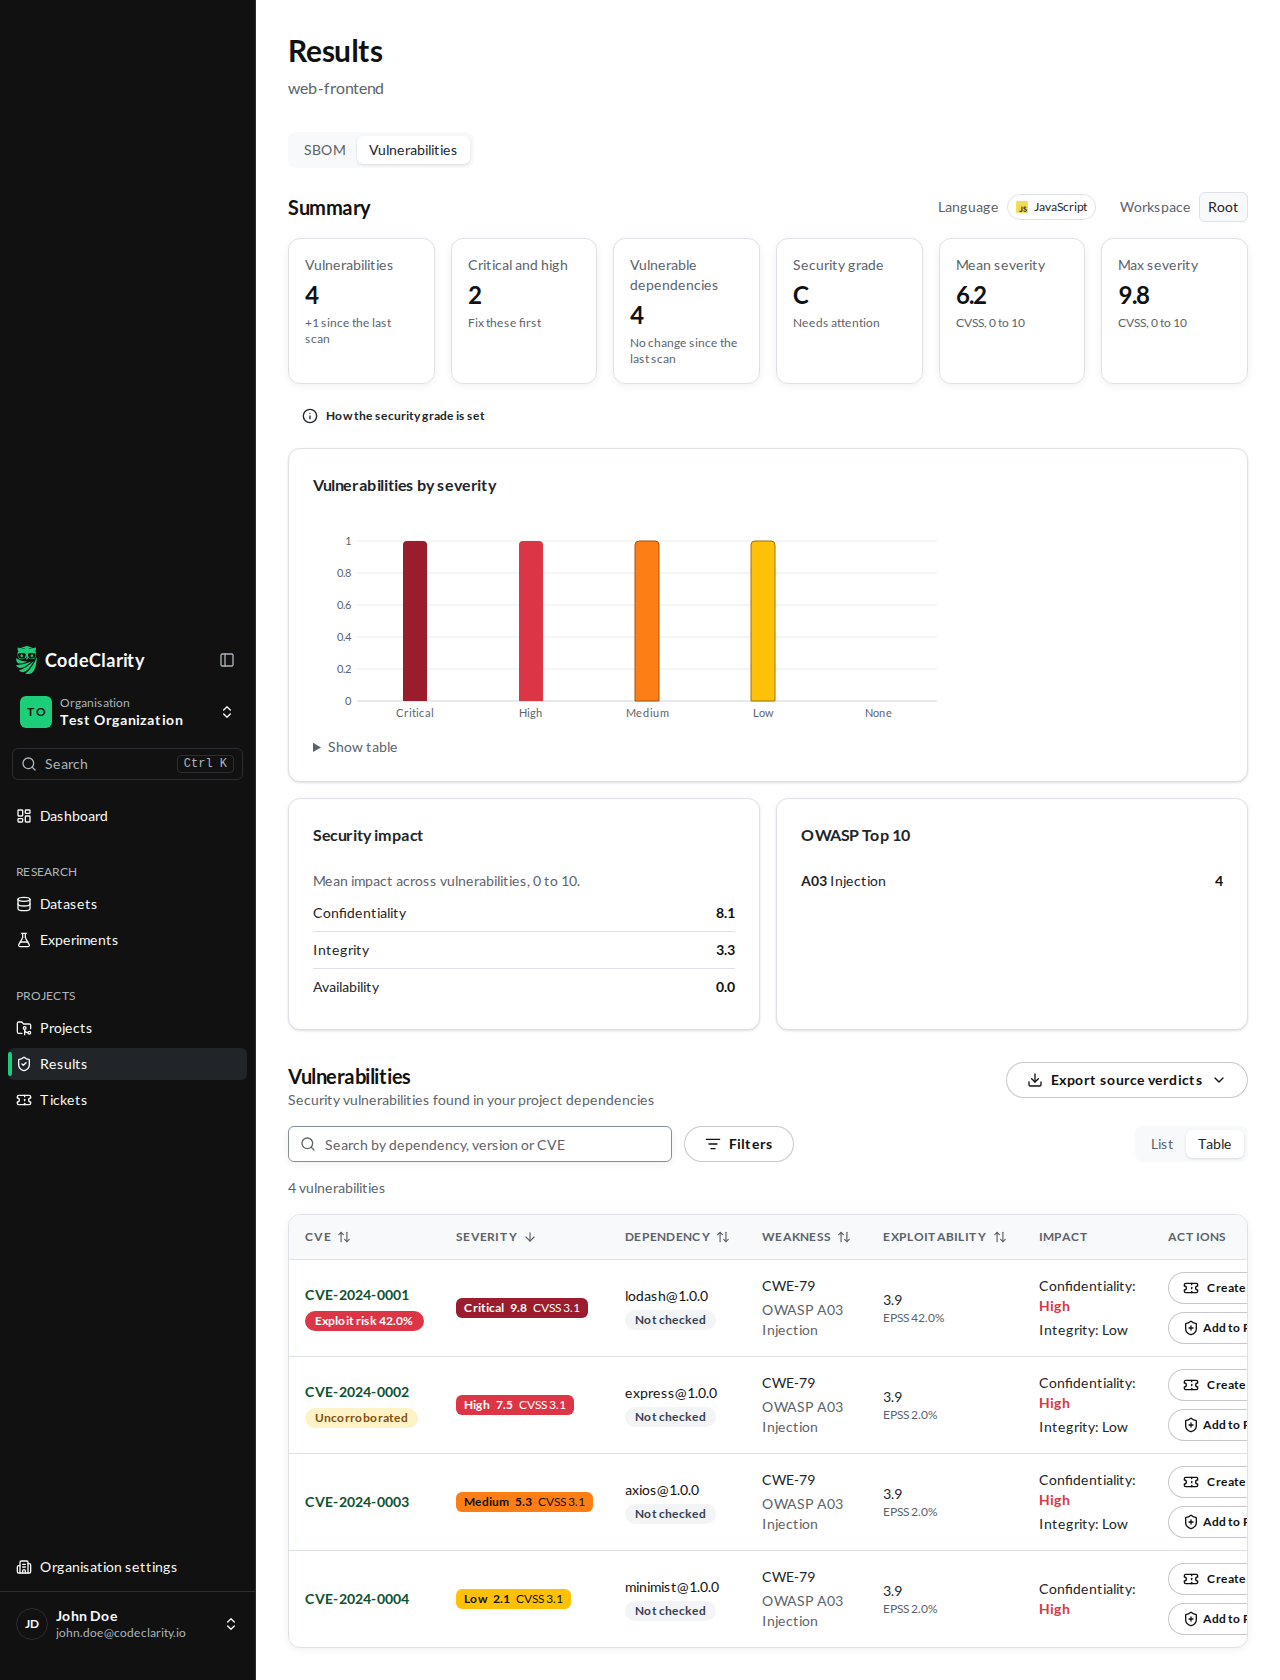 CodeClarity
TO
Organisation
Test Organization
Search
Ctrl K
Dashboard
RESEARCH
Datasets
Experiments
PROJECTS
Projects
Results
Tickets
Organisation settings
JD
John Doe
john.doe@codeclarity.io
Results
web-frontend
SBOM
Vulnerabilities
Summary
Language
JS
JavaScript
Workspace
Root
Vulnerabilities
4
+1 since the last
scan
Critical and high
2
Fix these first
Vulnerable
dependencies
4
No change since the
last scan
Security grade
C
Needs attention
Mean severity
6.2
CVSS, 0 to 10
Max severity
9.8
CVSS, 0 to 10
How the security grade is set
Vulnerabilities by severity
1
0.8
0.6
0.4
0.2
0
Critical
High
Medium
Low
None
Show table
Security impact
Mean impact across vulnerabilities, 0 to 10.
Confidentiality 8.1
Integrity 3.3
Availability 0.0
OWASP Top 10
A03 Injection 4
Vulnerabilities
Security vulnerabilities found in your project dependencies
Export source verdicts
Search by dependency, version or CVE
Filters
List
Table
4 vulnerabilities
CVE SEVERITY DEPENDENCY WEAKNESS EXPLOITABILITY IMPACT ACTIONS
CVE-2024-0001
Exploit risk 42.0%
Critical 9.8 CVSS 3.1
lodash@1.0.0
Not checked
CWE-79
OWASP A03
Injection
3.9
EPSS 42.0%
Confidentiality:
High
Integrity: Low
Create
Add to
CVE-2024-0002
Uncorroborated
High 7.5 CVSS 3.1
express@1.0.0
Not checked
CWE-79
OWASP A03
Injection
3.9
EPSS 2.0%
Confidentiality:
High
Integrity: Low
Create
Add to
CVE-2024-0003
Medium 5.3 CVSS 3.1
axios@1.0.0
Not checked
CWE-79
OWASP A03
Injection
3.9
EPSS 2.0%
Confidentiality:
High
Integrity: Low
Create
Add to
CVE-2024-0004
Low 2.1 CVSS 3.1
minimist@1.0.0
Not checked
CWE-79
OWASP A03
Injection
3.9
EPSS 2.0%
Confidentiality:
High
Create
Add to